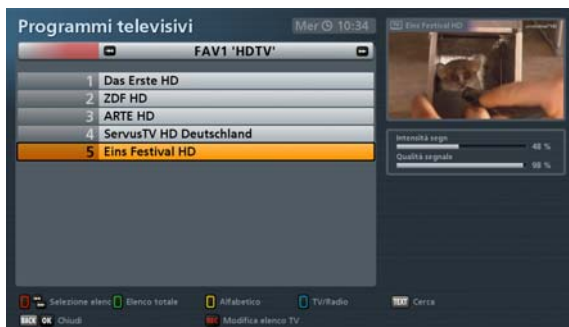 Programmi televisivi
Mer 10:34
FAV1 'HDTV'
1 Das Erste HD
2 ZDF HD
3 ARTE HD
4 ServusTV HD Deutschland
5 Eins Festival HD
Eins Festival HD
Intensità segn
48 %
Qualità segnale
98 %
Selezione elenc
Elenco totale
Alfabetico
TV/Radio
TEXT Cerca
BACK OK Chiudi
REC Modifica elenco TV